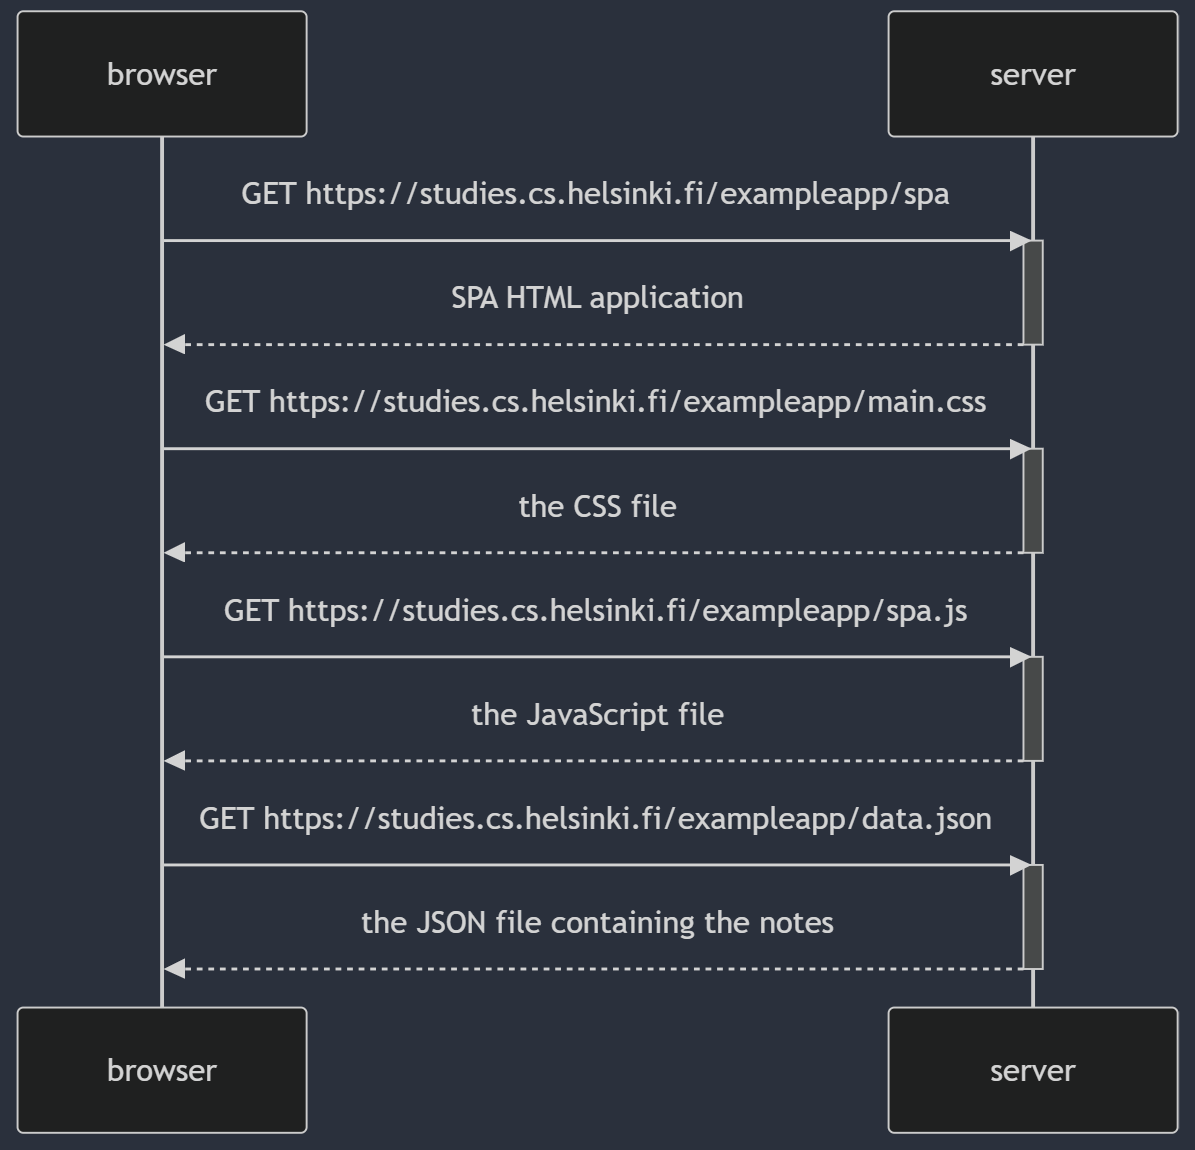 browser
server
GET https://studies.cs.helsinki.fi/exampleapp/spa
SPA HTML application
GET https://studies.cs.helsinki.fi/exampleapp/main.css
the CSS file
GET https://studies.cs.helsinki.fi/exampleapp/spa.js
the JavaScript file
GET https://studies.cs.helsinki.fi/exampleapp/data.json
the JSON file containing the notes
browser
server